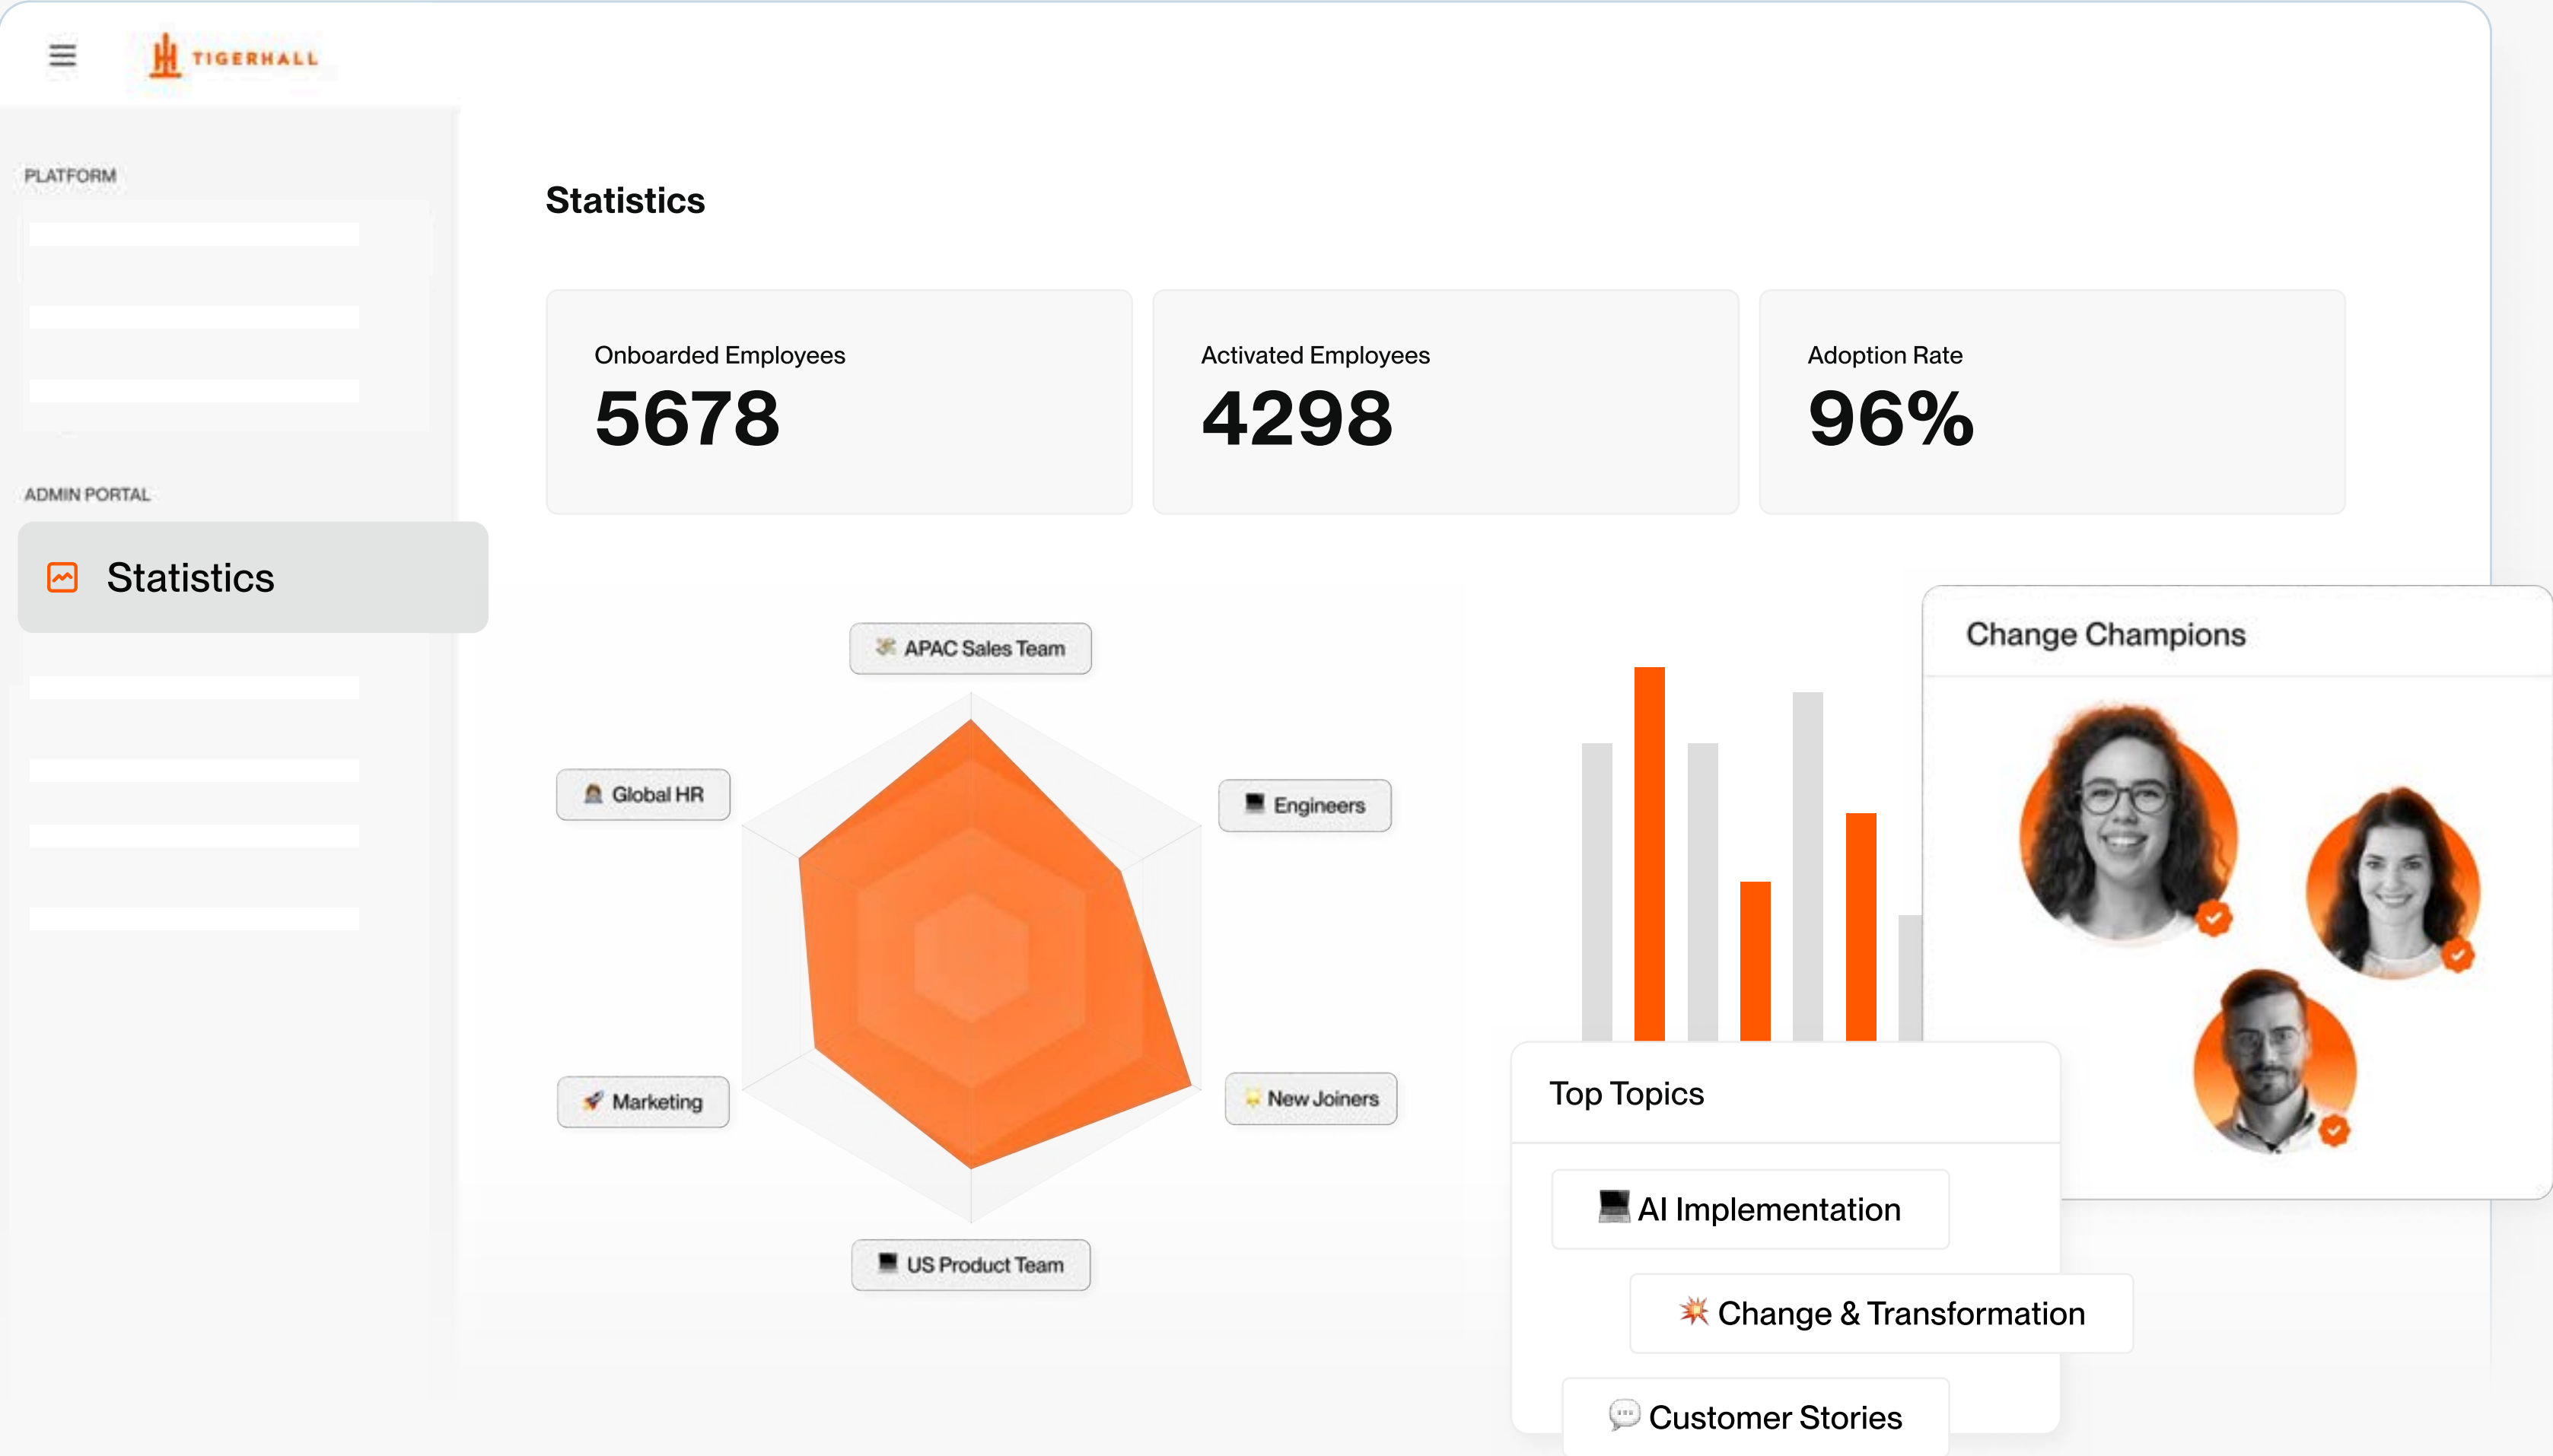 TIGERHALL
PLATFORM
ADMIN PORTAL
Statistics
Statistics
Onboarded Employees
5678
Activated Employees
4298
Adoption Rate
96%
APAC Sales Team
Global HR
Engineers
Marketing
New Joiners
US Product Team
Change Champions
Top Topics
AI Implementation
Change & Transformation
Customer Stories